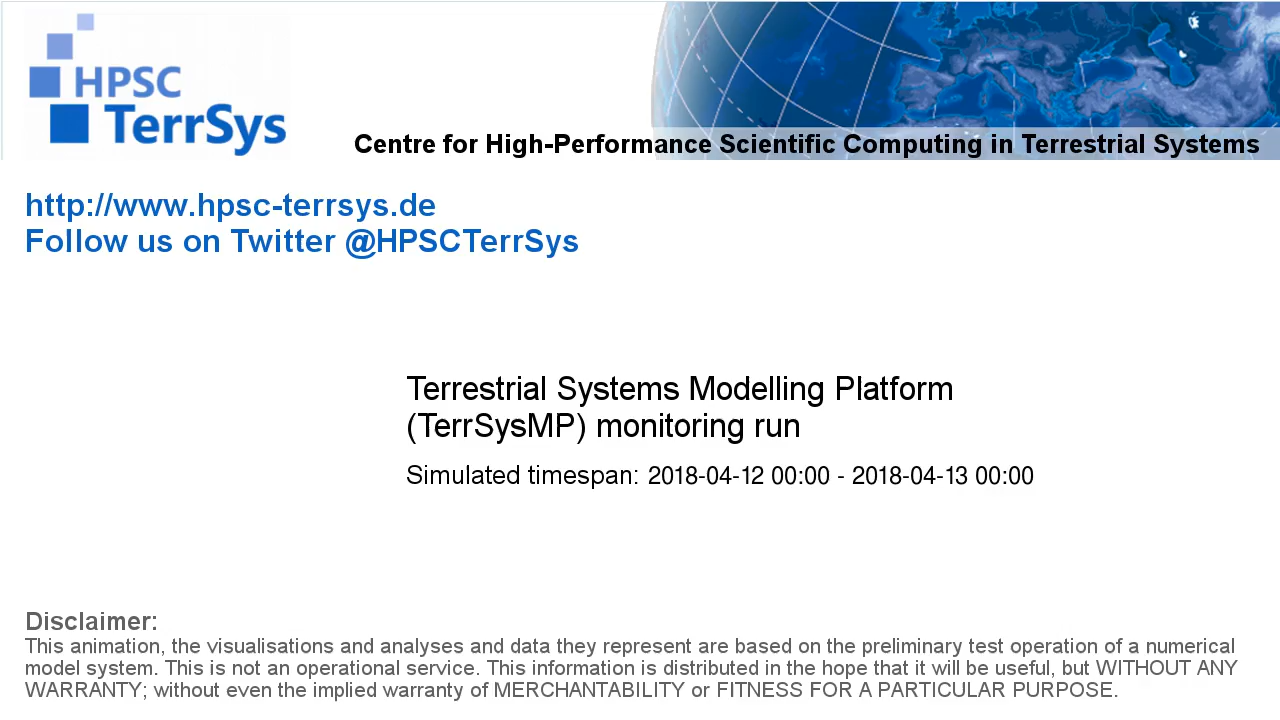 HPSC
TerrSys
Centre for High-Performance Scientific Computing in Terrestrial Systems
http://www.hpsc-terrsys.de
Follow us on Twitter @HPSCTerrSys
Terrestrial Systems Modelling Platform
(TerrSysMP) monitoring run
Simulated timespan: 2018-04-12 00:00 - 2018-04-13 00:00
Disclaimer:
This animation, the visualisations and analyses and data they represent are based on the preliminary test operation of a numerical
model system. This is not an operational service. This information is distributed in the hope that it will be useful, but WITHOUT ANY
WARRANTY; without even the implied warranty of MERCHANTABILITY or FITNESS FOR A PARTICULAR PURPOSE.